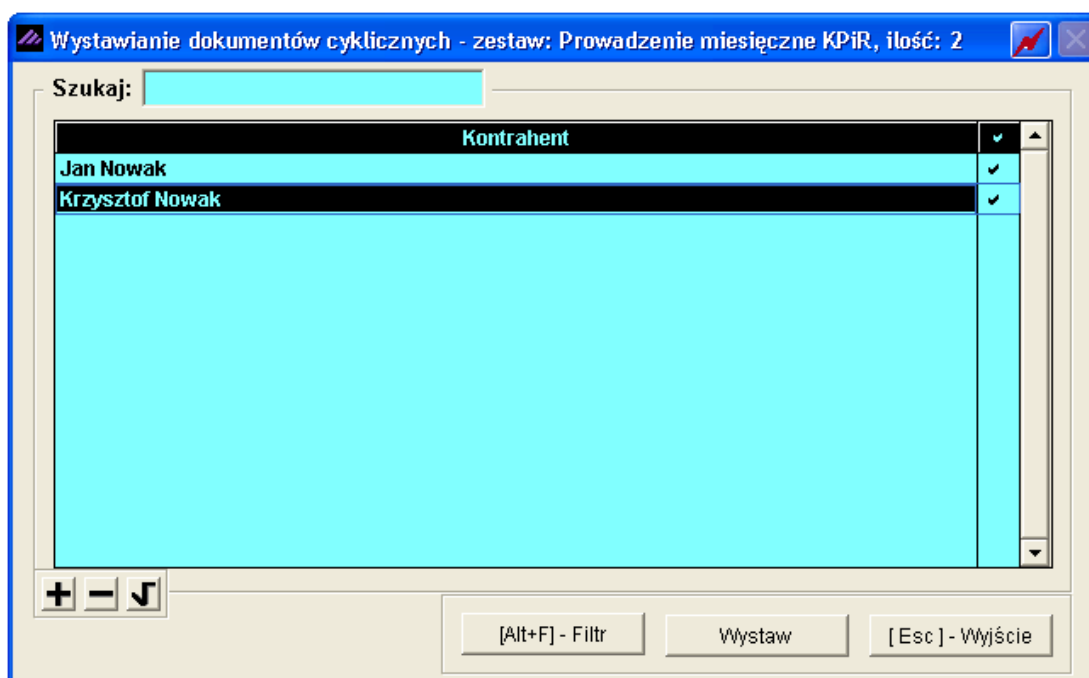 Wystawianie dokumentów cyklicznych - zestaw: Prowadzenie miesięczne KPiR, ilość: 2
Szukaj:
Kontrahent
Jan Nowak
Krzysztof Nowak
[Alt+F] - Filtr
Wystaw
[ Esc ] - Wyjście